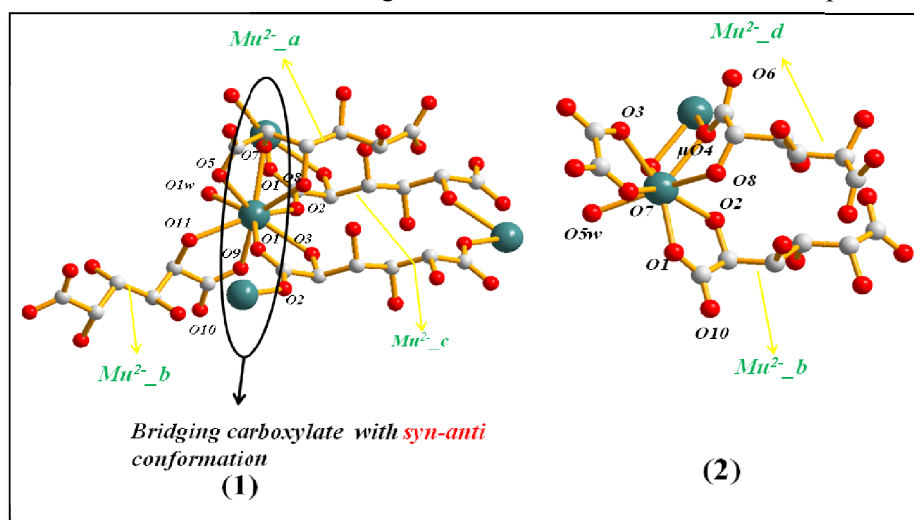 Mu²⁻_a
O7
O5
O1
O8
O1w
O2
O11
O9
O1
O3
O2
O10
Mu²⁻_b
Mu²⁻_c
Bridging carboxylate with syn-anti
conformation
(1)
Mu²⁻_d
O6
O3
μO4
O8
O7
O2
O5w
O1
O10
Mu²⁻_b
(2)